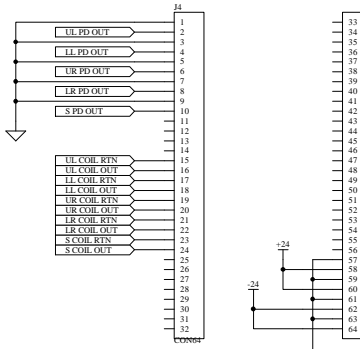 J4
1
UL PD OUT 2
3
LL PD OUT 4
5
UR PD OUT 6
7
LR PD OUT 8
9
S PD OUT 10
11
12
13
14
UL COIL RTN 15
UL COIL OUT 16
LL COIL RTN 17
LL COIL OUT 18
UR COIL RTN 19
UR COIL OUT 20
LR COIL RTN 21
LR COIL OUT 22
S COIL RTN 23
S COIL OUT 24
25
26
27
28
29
30
31
32
CON64
33
34
35
36
37
38
39
40
41
42
43
44
45
46
47
48
49
50
51
52
53
54
55
56
57
+24 58
59
60
61
-24 62
63
64